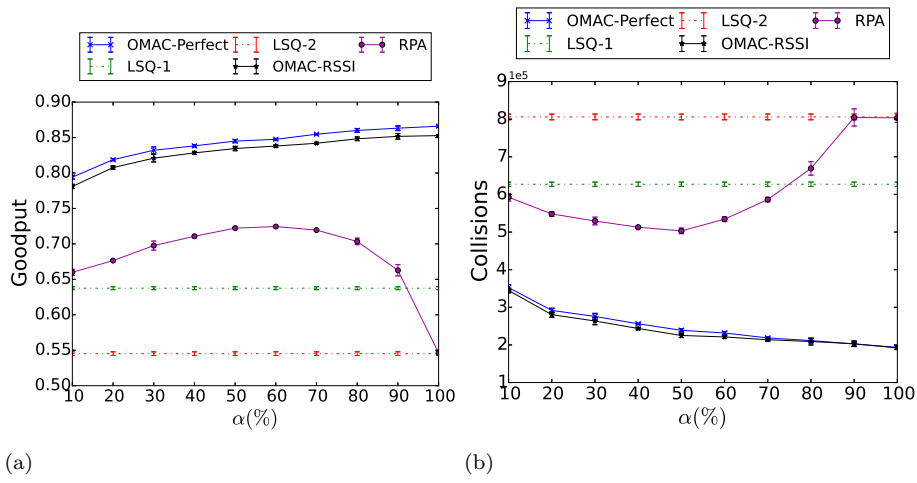 OMAC-Perfect LSQ-2 RPA
LSQ-1 OMAC-RSSI
0.90
0.85
0.80
0.75
0.70
0.65
0.60
0.55
0.50
Goodput
10 20 30 40 50 60 70 80 90 100
α(%)
(a)
OMAC-Perfect LSQ-2 RPA
LSQ-1 OMAC-RSSI
1e5
9
8
7
6
5
4
3
2
1
Collisions
10 20 30 40 50 60 70 80 90 100
α(%)
(b)